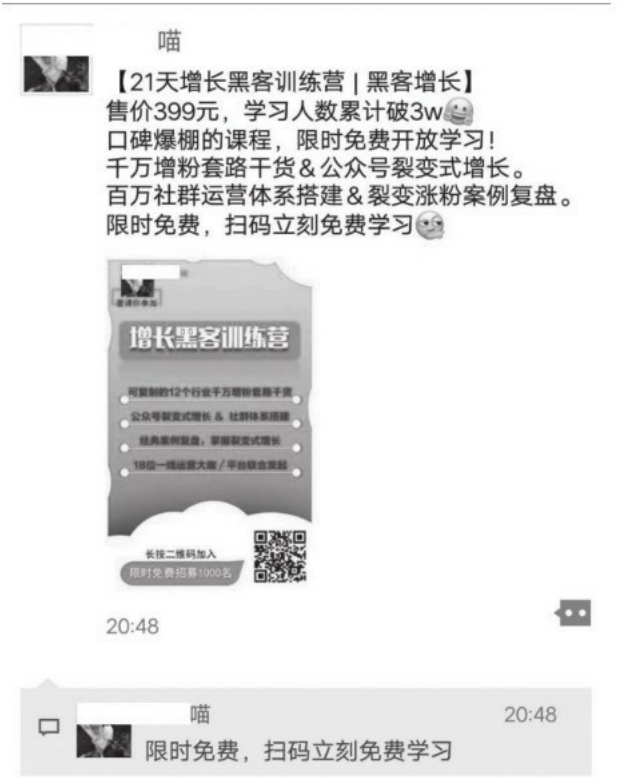 喵
【21天增长黑客训练营 | 黑客增长】
售价399元，学习人数累计破3w
口碑爆棚的课程，限时免费开放学习！
千万增粉套路干货＆公众号裂变式增长。
百万社群运营体系搭建＆裂变涨粉案例复盘。
限时免费，扫码立刻免费学习
邀请你参加
增长黑客训练营
可复制的12个行业千万增粉套路干货
公众号裂变式增长 & 社群体系搭建
经典案例复盘，掌握裂变式增长
18位一线运营大咖/平台联合发起
长按二维码加入
限时免费招募1000名
20:48
喵 20:48
限时免费，扫码立刻免费学习